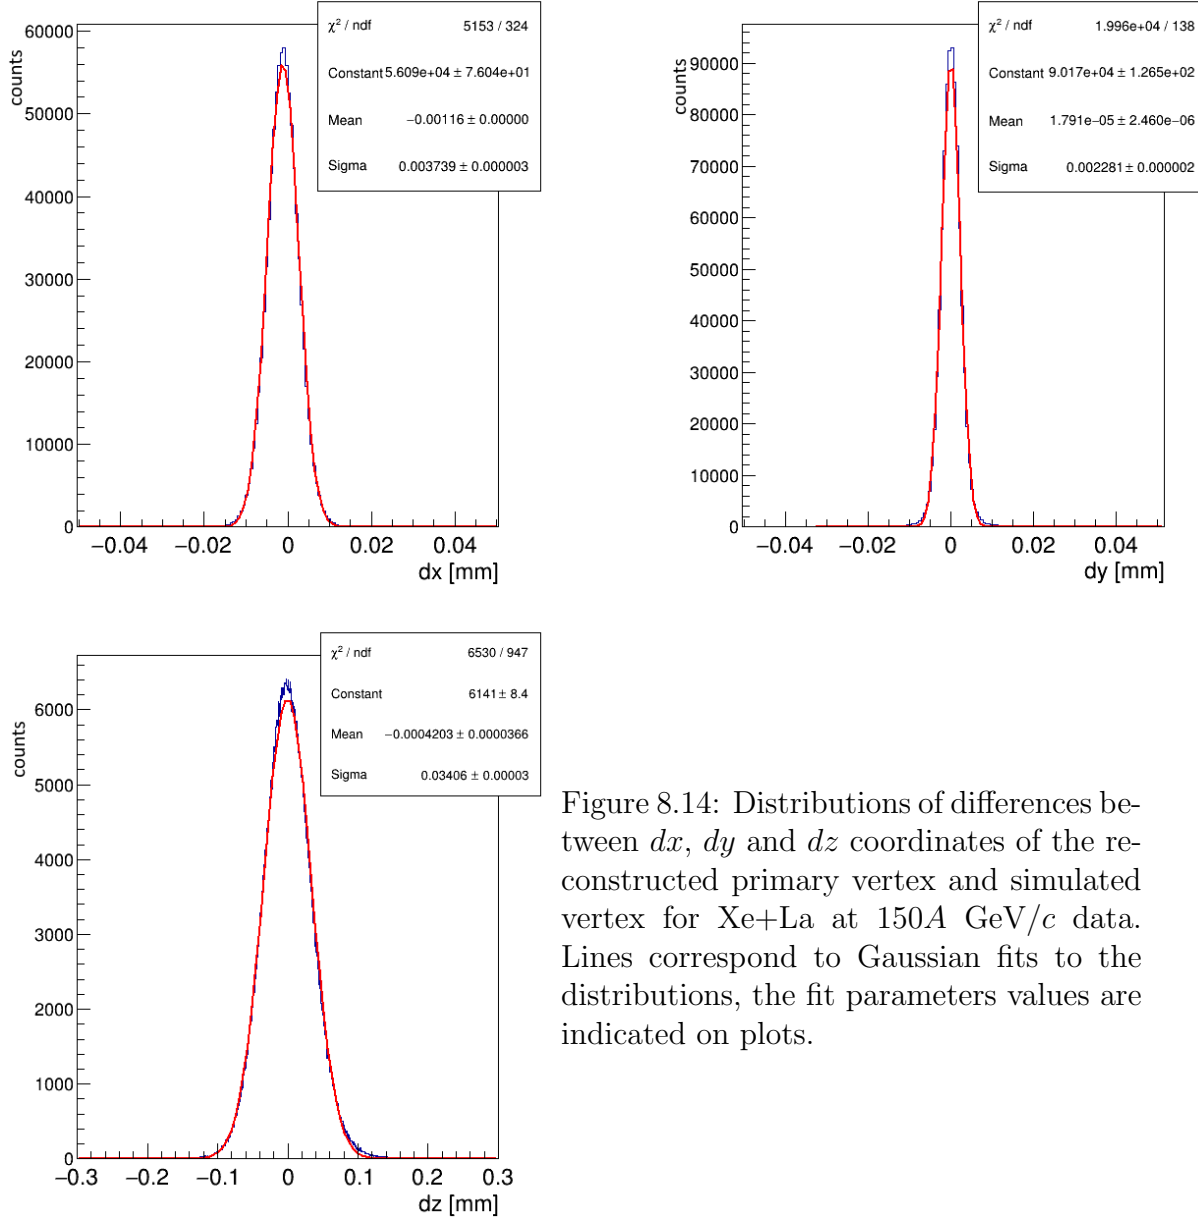 χ² / ndf 5153 / 324
Constant 5.609e+04 ± 7.604e+01
Mean −0.00116 ± 0.00000
Sigma 0.003739 ± 0.000003
counts
60000
50000
40000
30000
20000
10000
0
−0.04 −0.02 0 0.02 0.04
dx [mm]
χ² / ndf 1.996e+04 / 138
Constant 9.017e+04 ± 1.265e+02
Mean 1.791e−05 ± 2.460e−06
Sigma 0.002281 ± 0.000002
counts
90000
80000
70000
60000
50000
40000
30000
20000
10000
0
−0.04 −0.02 0 0.02 0.04
dy [mm]
χ² / ndf 6530 / 947
Constant 6141 ± 8.4
Mean −0.0004203 ± 0.0000366
Sigma 0.03406 ± 0.00003
counts
6000
5000
4000
3000
2000
1000
0
−0.3 −0.2 −0.1 0 0.1 0.2 0.3
dz [mm]
Figure 8.14: Distributions of differences be-
tween dx, dy and dz coordinates of the re-
constructed primary vertex and simulated
vertex for Xe+La at 150A GeV/c data.
Lines correspond to Gaussian fits to the
distributions, the fit parameters values are
indicated on plots.